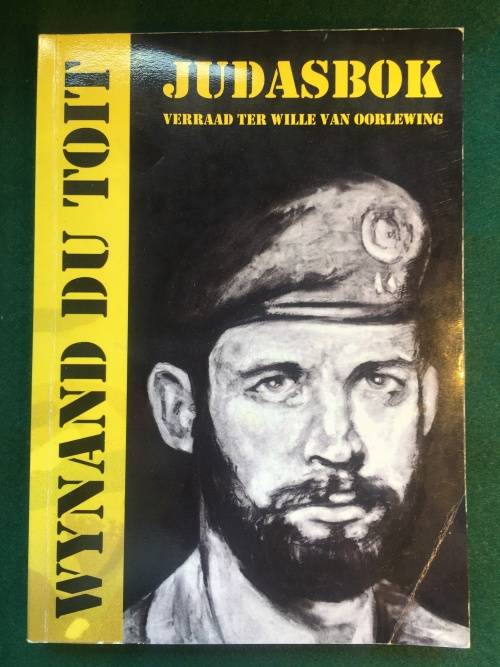 JUDASBOK
VERRAAD TER WILLE VAN OORLEWING
WYNAND DU TOIT